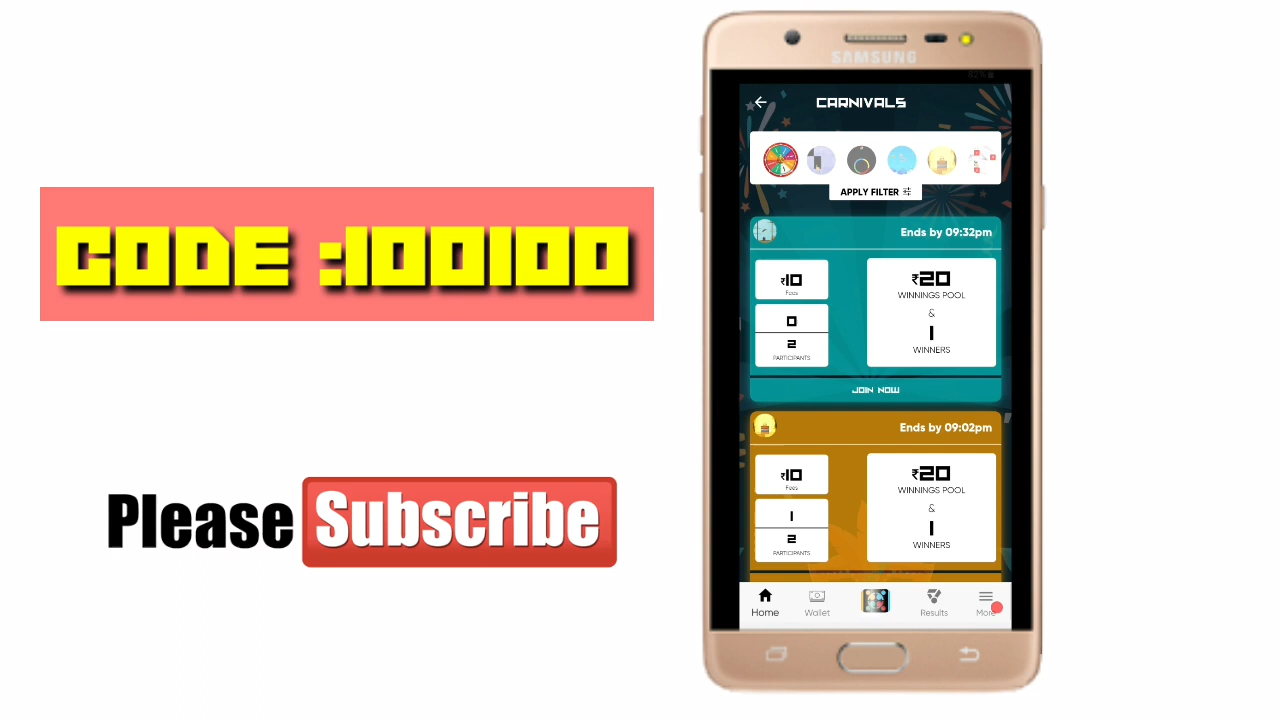 CODE :100100
Please Subscribe
SAMSUNG
82%
CARNIVALS
APPLY FILTER
Ends by 09:32pm
₹10
Fees
0
2
PARTICIPANTS
₹20
WINNINGS POOL
&
1
WINNERS
JOIN NOW
Ends by 09:02pm
₹10
Fees
1
2
PARTICIPANTS
₹20
WINNINGS POOL
&
1
WINNERS
Home
Wallet
Results
More